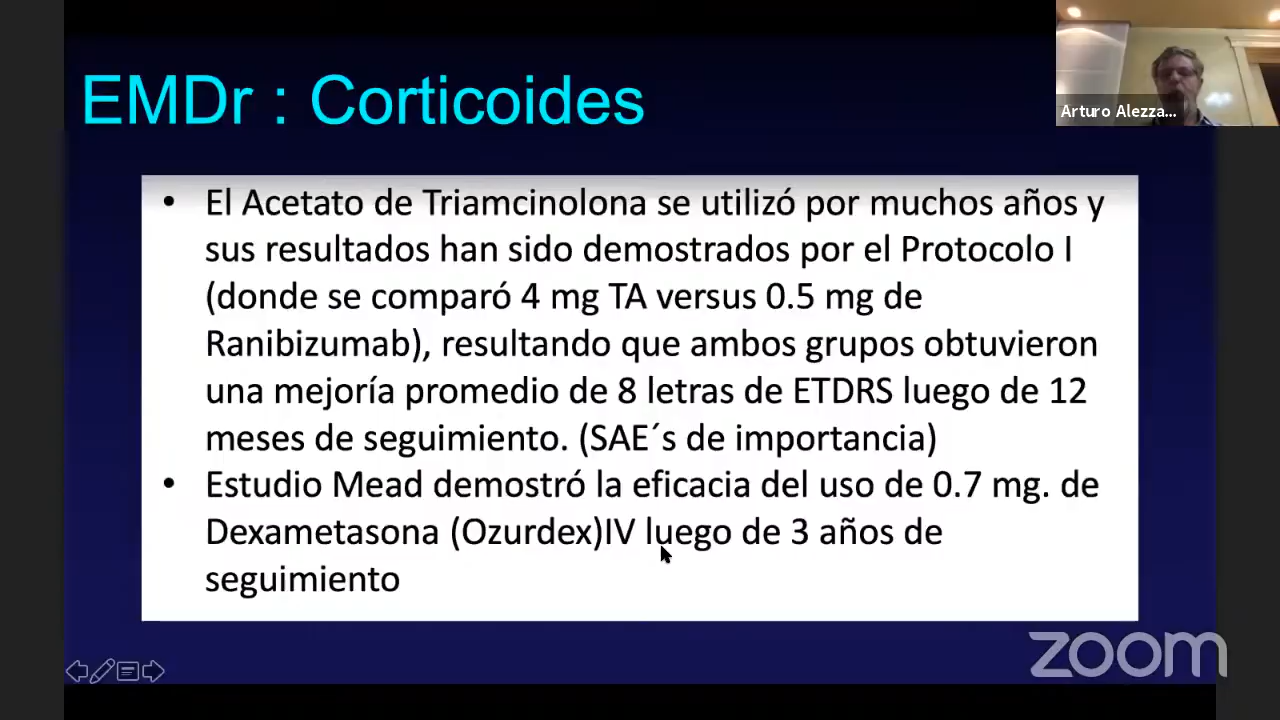 EMDr : Corticoides
Arturo Alezza...
• El Acetato de Triamcinolona se utilizó por muchos años y
sus resultados han sido demostrados por el Protocolo I
(donde se comparó 4 mg TA versus 0.5 mg de
Ranibizumab), resultando que ambos grupos obtuvieron
una mejoría promedio de 8 letras de ETDRS luego de 12
meses de seguimiento. (SAE´s de importancia)
• Estudio Mead demostró la eficacia del uso de 0.7 mg. de
Dexametasona (Ozurdex)IV luego de 3 años de
seguimiento
zoom